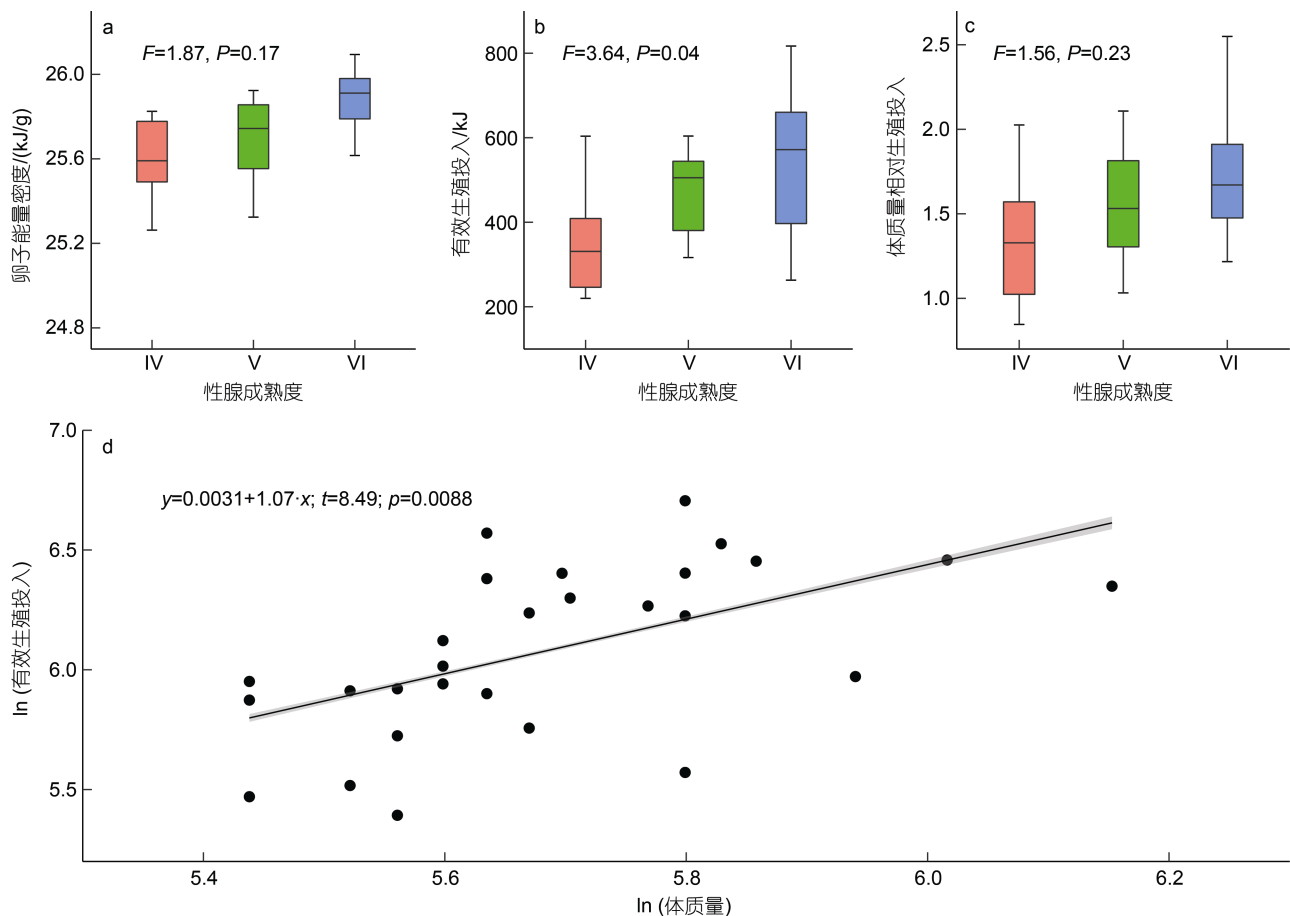 a
F=1.87, P=0.17
26.0
25.6
25.2
24.8
卵子能量密度/(kJ/g)
IV V VI
性腺成熟度
b
F=3.64, P=0.04
800
600
400
200
有效生殖投入/kJ
IV V VI
性腺成熟度
c
F=1.56, P=0.23
2.5
2.0
1.5
1.0
体质量相对生殖投入
IV V VI
性腺成熟度
d
y=0.0031+1.07·x; t=8.49; p=0.0088
7.0
6.5
6.0
5.5
ln (有效生殖投入)
5.4 5.6 5.8 6.0 6.2
ln (体质量)